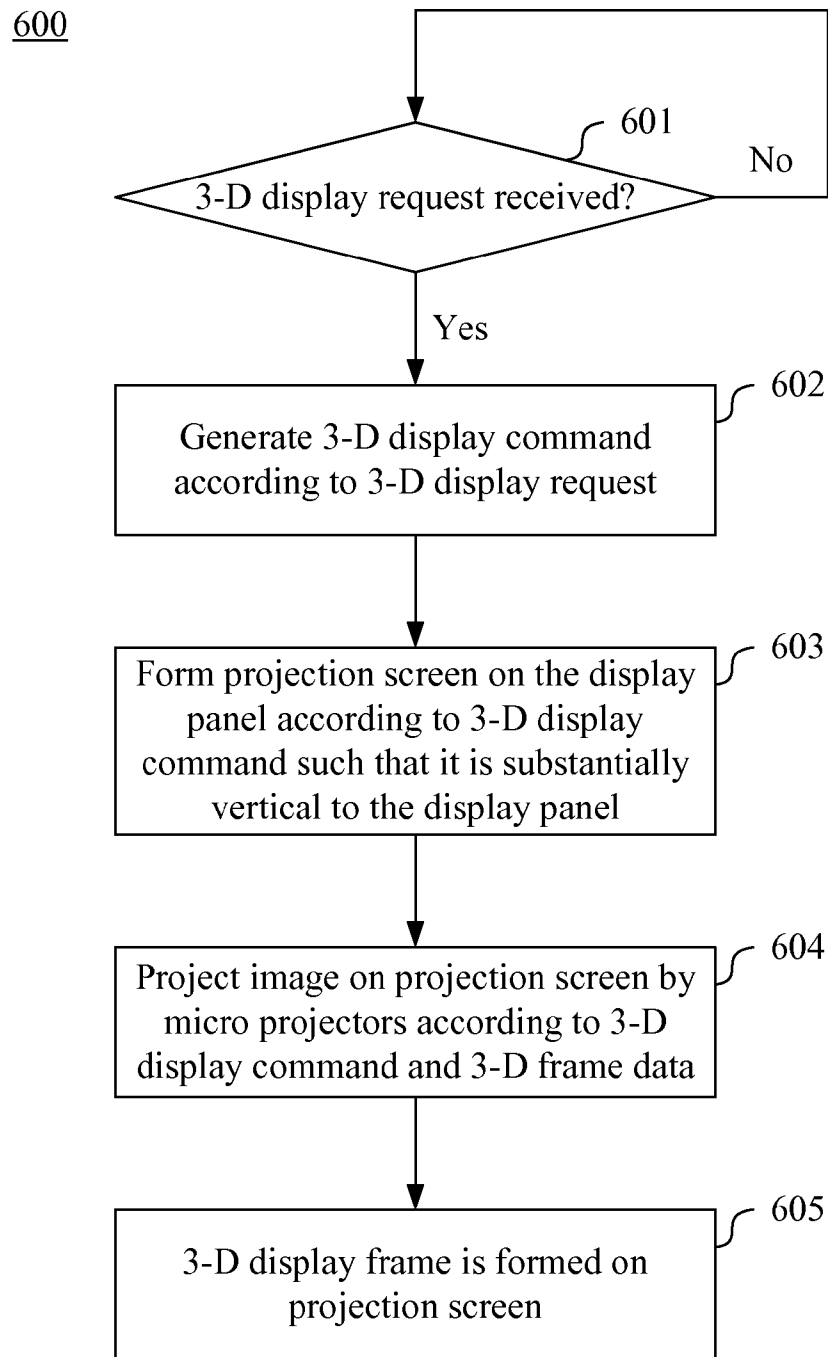 600
601
3-D display request received?
No
Yes
602
Generate 3-D display command
according to 3-D display request
603
Form projection screen on the display
panel according to 3-D display
command such that it is substantially
vertical to the display panel
604
Project image on projection screen by
micro projectors according to 3-D
display command and 3-D frame data
605
3-D display frame is formed on
projection screen